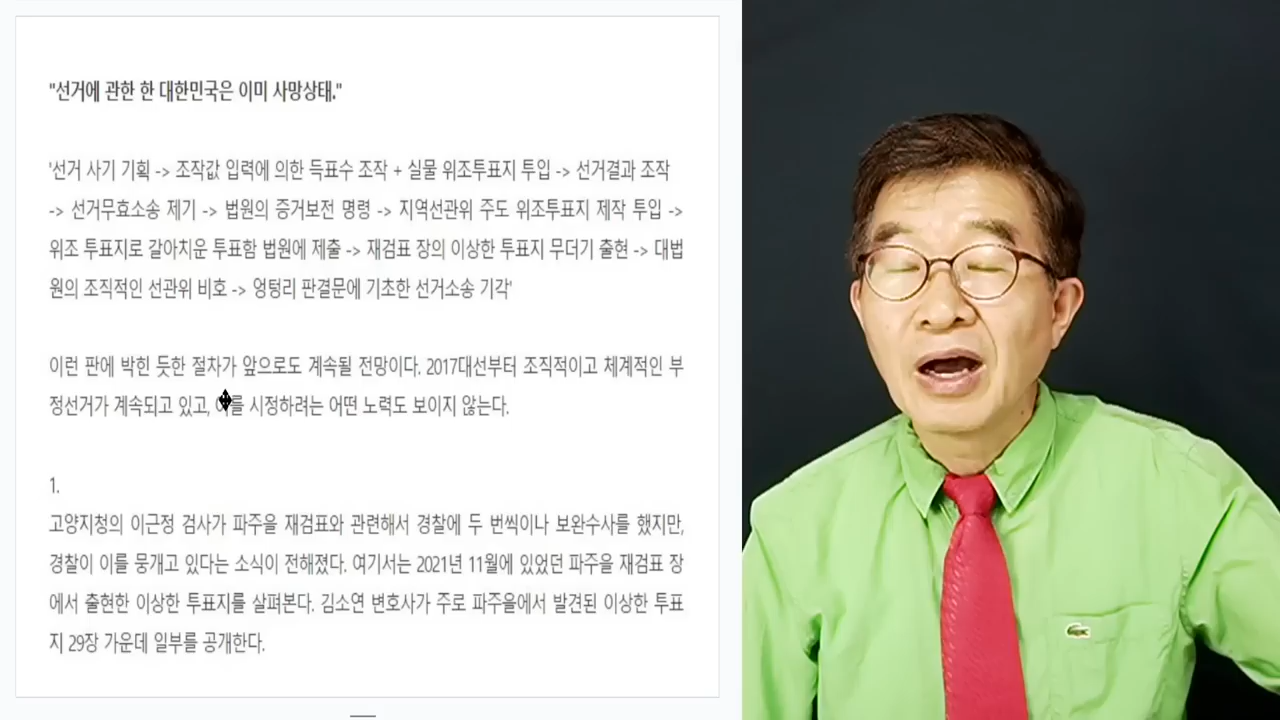 "선거에 관한 한 대한민국은 이미 사망상태."
'선거 사기 기획 -> 조작값 입력에 의한 득표수 조작 + 실물 위조투표지 투입 -> 선거결과 조작
-> 선거무효소송 제기 -> 법원의 증거보전 명령 -> 지역선관위 주도 위조투표지 제작 투입 ->
위조 투표지로 갈아치운 투표함 법원에 제출 -> 재검표 장의 이상한 투표지 무더기 출현 -> 대법
원의 조직적인 선관위 비호 -> 엉텅리 판결문에 기초한 선거소송 기각'
이런 판에 박힌 듯한 절차가 앞으로도 계속될 전망이다. 2017대선부터 조직적이고 체계적인 부
정선거가 계속되고 있고, 시정하려는 어떤 노력도 보이지 않는다.
1.
고양지청의 이근정 검사가 파주을 재검표와 관련해서 경찰에 두 번씩이나 보완수사를 했지만,
경찰이 이를 뭉개고 있다는 소식이 전해졌다. 여기서는 2021년 11월에 있었던 파주을 재검표 장
에서 출현한 이상한 투표지를 살펴본다. 김소연 변호사가 주로 파주을에서 발견된 이상한 투표
지 29장 가운데 일부를 공개한다.